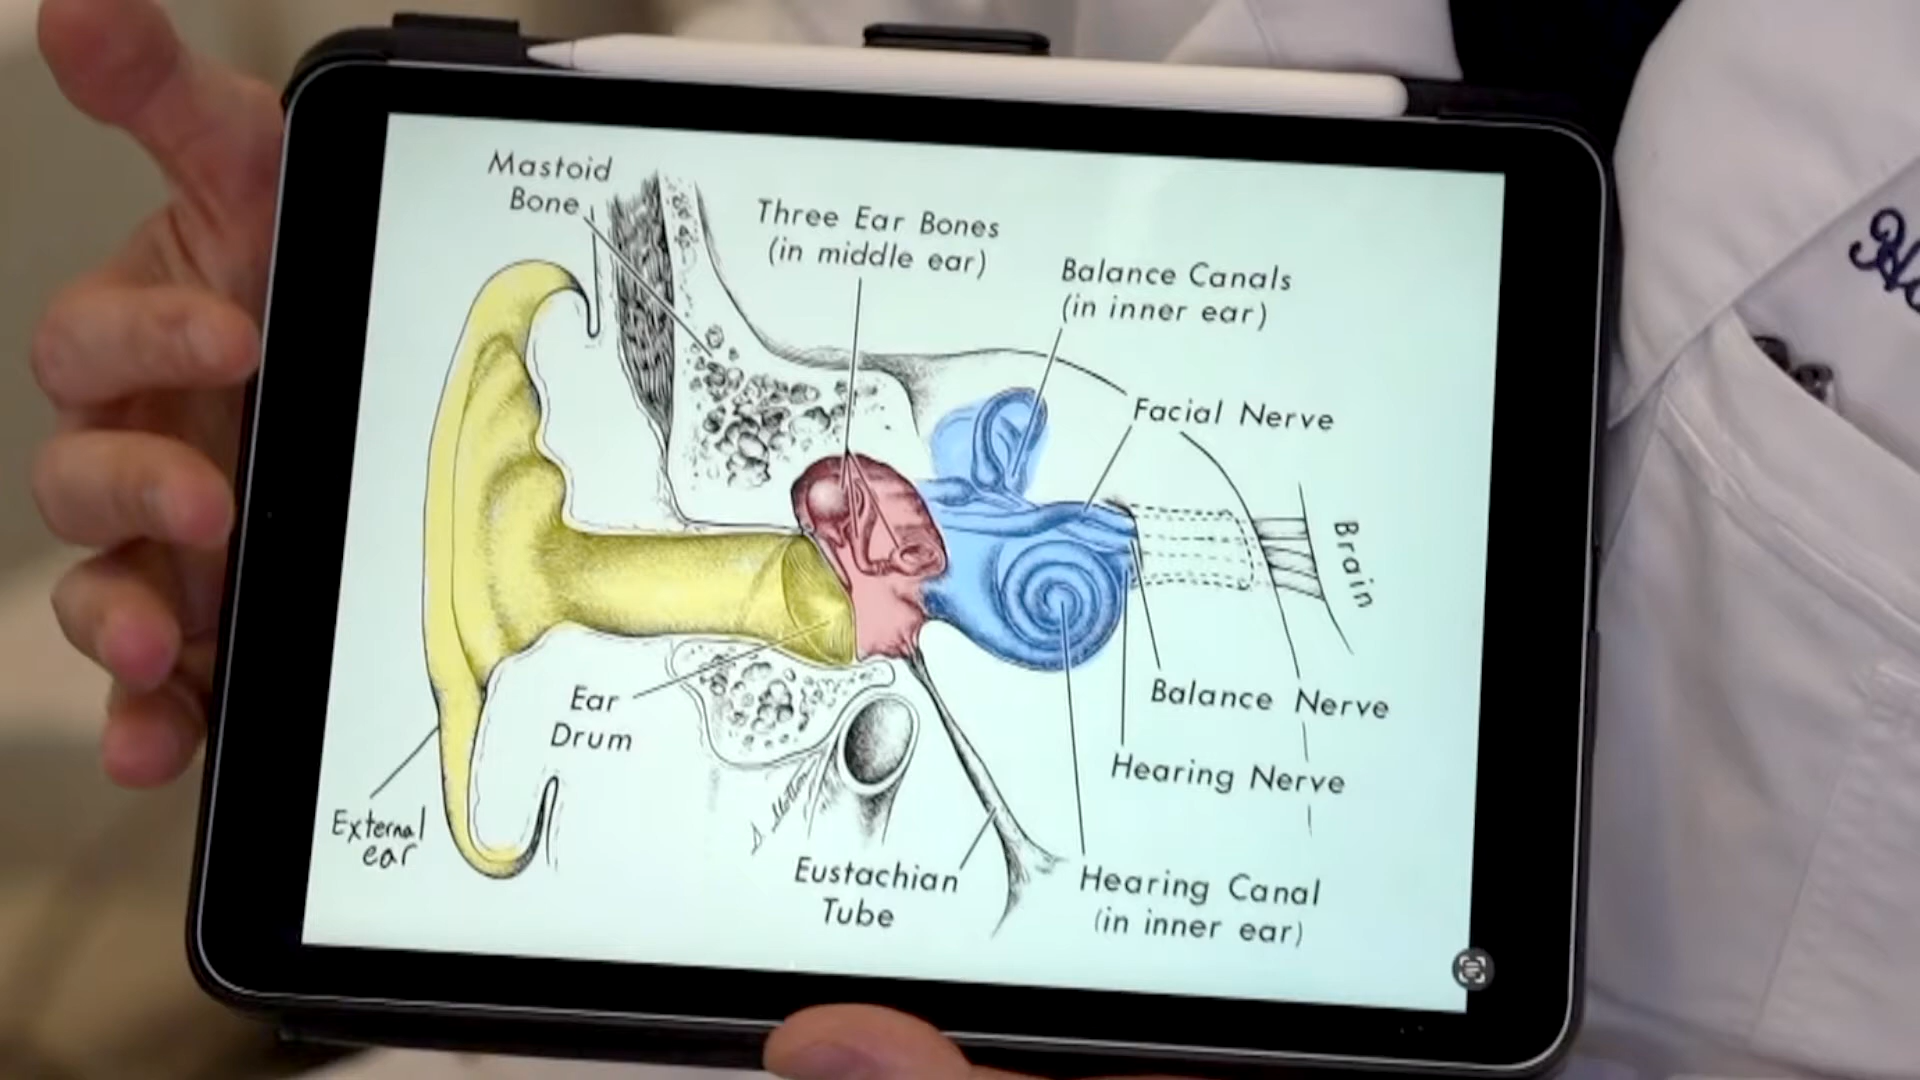 Mastoid
Bone
Three Ear Bones
(in middle ear)
Balance Canals
(in inner ear)
Facial Nerve
Brain
Ear
Drum
Balance Nerve
Hearing Nerve
External
ear
Eustachian
Tube
Hearing Canal
(in inner ear)